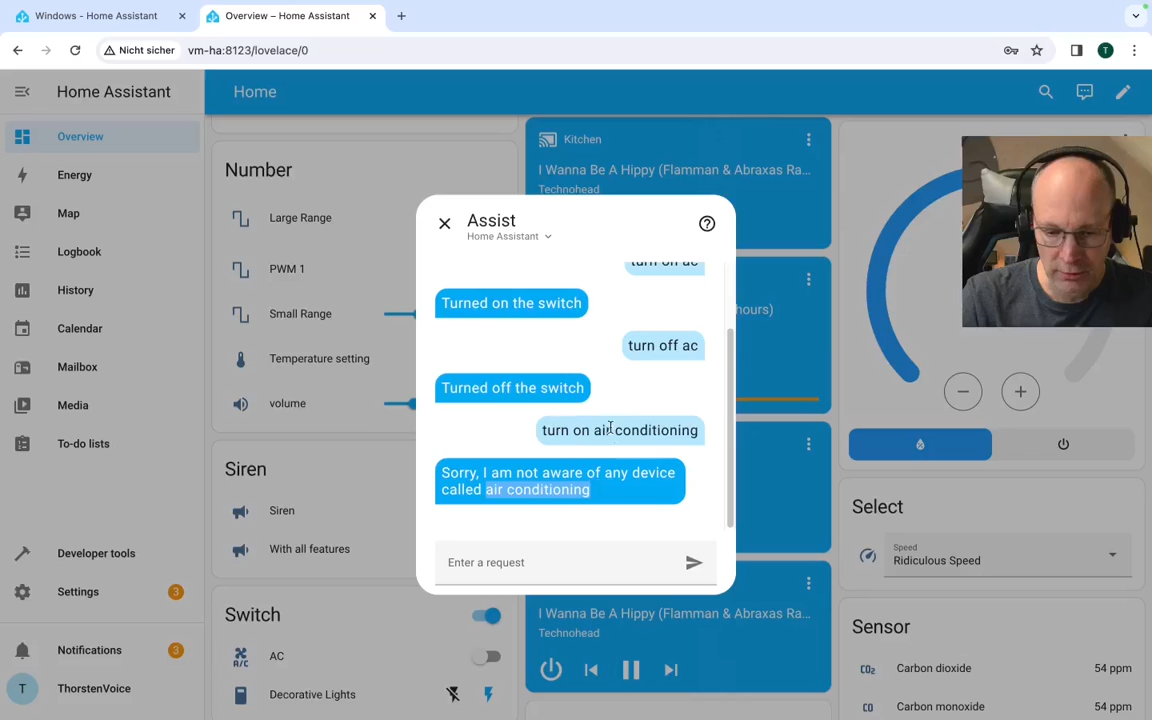 Windows - Home Assistant
Overview – Home Assistant
Nicht sicher
vm-ha:8123/lovelace/0
T
Home Assistant
Home
Overview
Energy
Map
Logbook
History
Calendar
Mailbox
Media
To-do lists
Developer tools
Settings
3
Notifications
3
T
ThorstenVoice
Number
Large Range
PWM 1
Small Range
Temperature setting
volume
Siren
Siren
With all features
Switch
A/C
AC
Decorative Lights
Kitchen
I Wanna Be A Hippy (Flamman & Abraxas Ra...
Technohead
hours)
I Wanna Be A Hippy (Flamman & Abraxas Ra...
Technohead
Assist
Home Assistant
turn on ac
Turned on the switch
turn off ac
Turned off the switch
turn on air conditioning
Sorry, I am not aware of any device
called air conditioning
Enter a request
Select
Speed
Ridiculous Speed
Sensor
CO₂
Carbon dioxide
54 ppm
CO
Carbon monoxide
54 ppm